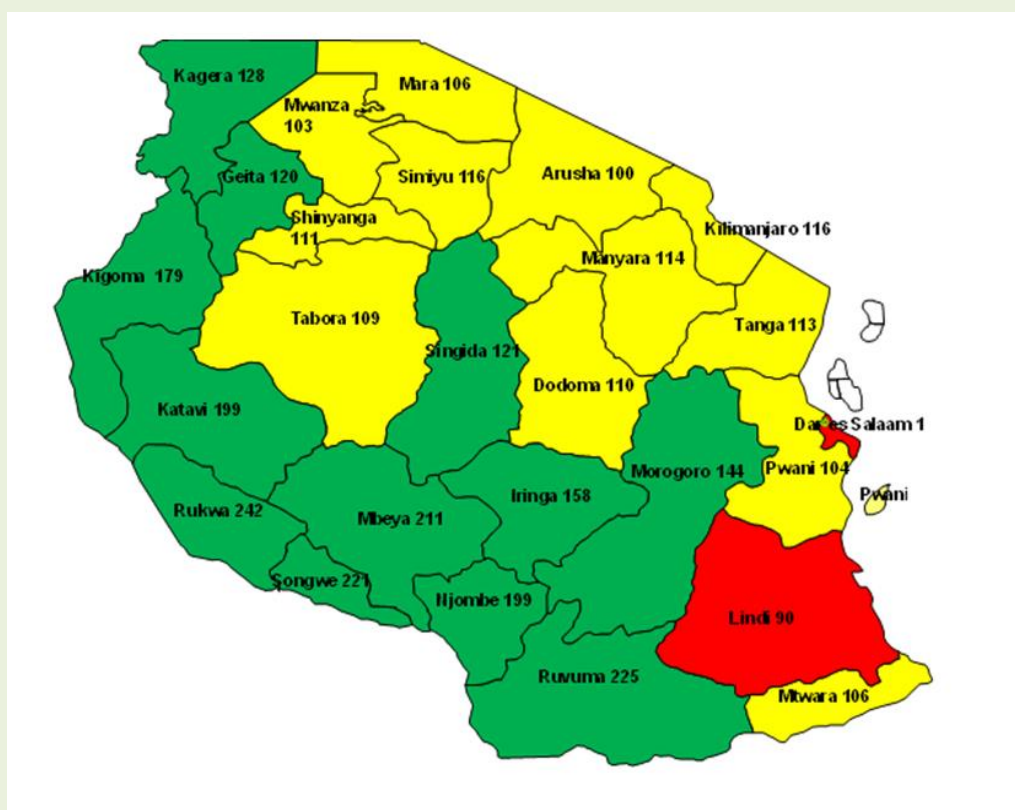 Kagera 128
Mara 106
Mwanza
103
Geita 120
Simiyu 116
Arusha 100
Shinyanga
111
Kilimanjaro 116
Kigoma 179
Manyara 114
Tabora 109
Tanga 113
Singida 121
Dodoma 110
Katavi 199
Dar es Salaam 1
Morogoro 144
Pwani 104
Iringa 158
Pwani
Rukwa 242
Mbeya 211
Songwe 221
Njombe 199
Lindi 90
Ruvuma 225
Mtwara 106